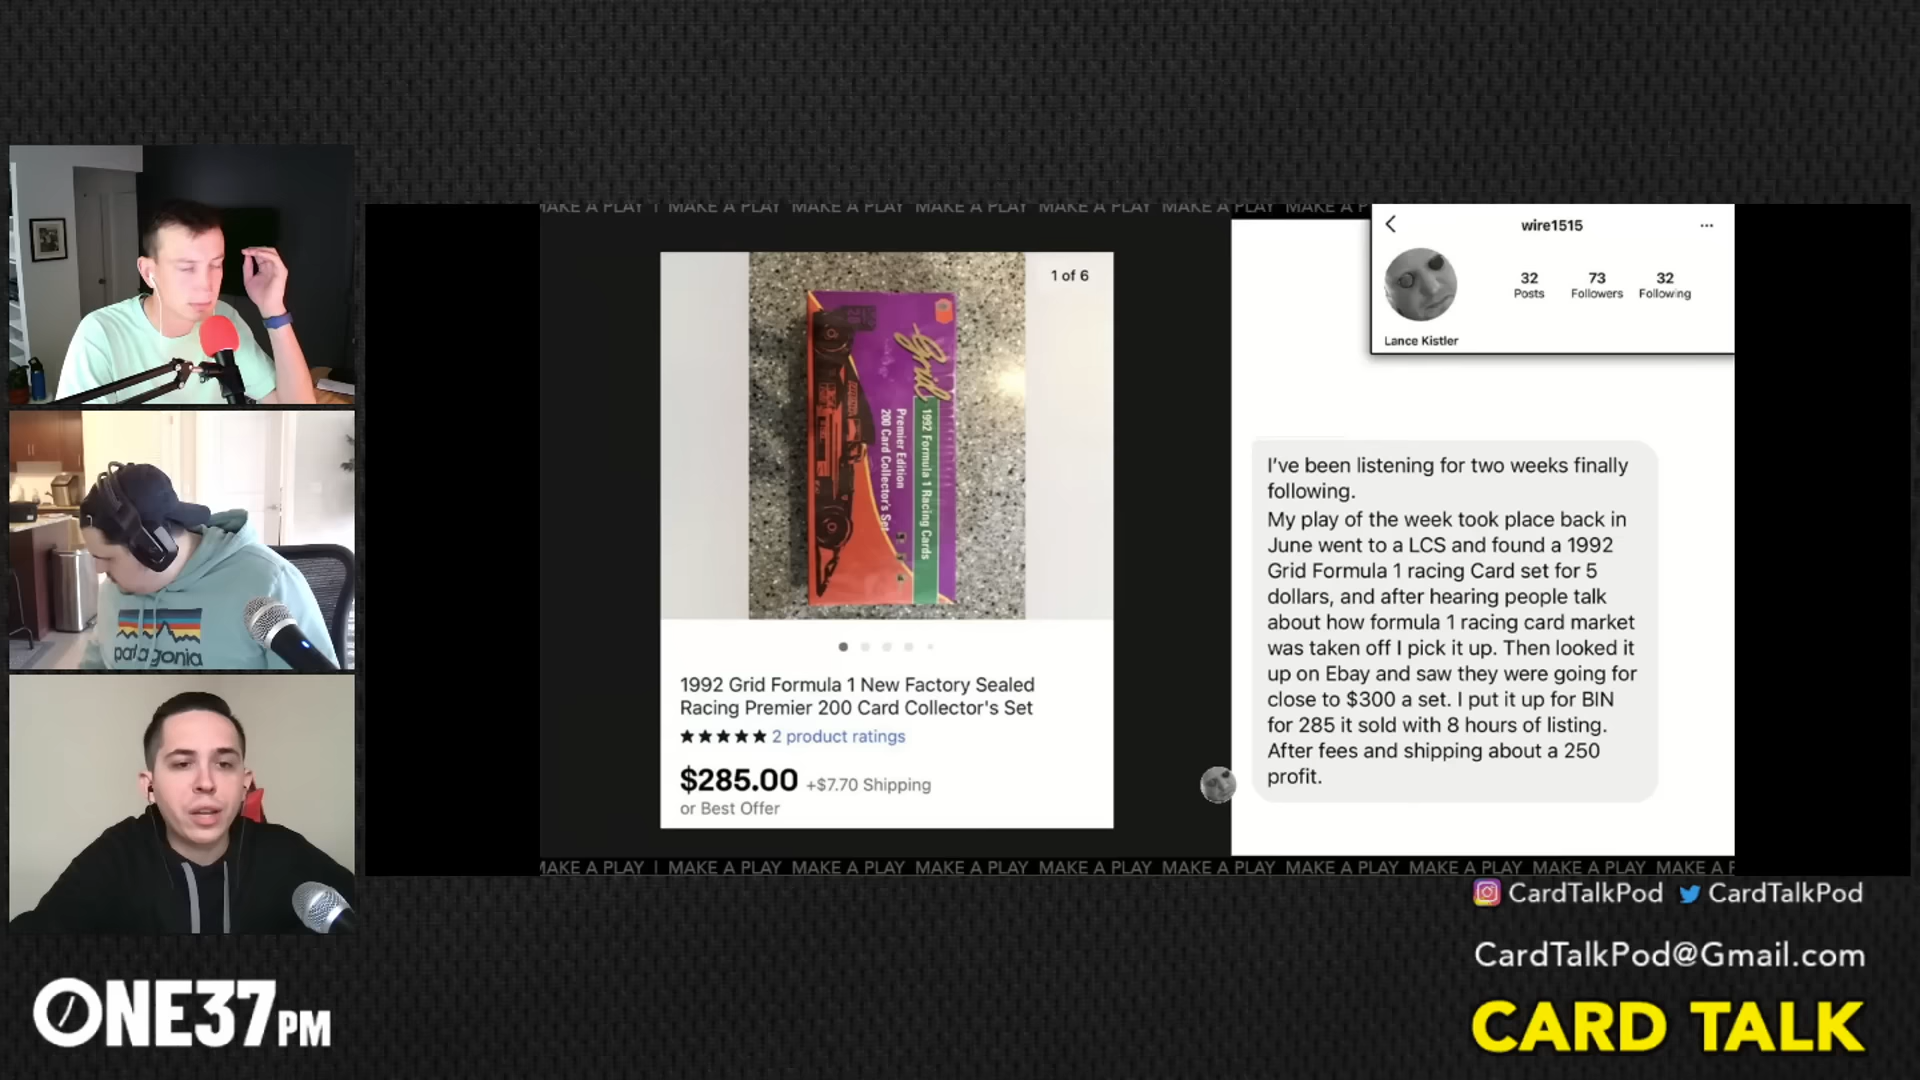 MAKE A PLAY | MAKE A PLAY MAKE A PLAY MAKE A PLAY MAKE A PLAY MAKE A PLAY MAKE A P
wire1515
...
32
Posts
73
Followers
32
Following
Lance Kistler
1 of 6
Grid
1992 Formula 1 Racing Cards
Premier Edition
200 Card Collector's Set
1992 Grid Formula 1 New Factory Sealed
Racing Premier 200 Card Collector's Set
★★★★★ 2 product ratings
$285.00 +$7.70 Shipping
or Best Offer
I've been listening for two weeks finally
following.
My play of the week took place back in
June went to a LCS and found a 1992
Grid Formula 1 racing Card set for 5
dollars, and after hearing people talk
about how formula 1 racing card market
was taken off I pick it up. Then looked it
up on Ebay and saw they were going for
close to $300 a set. I put it up for BIN
for 285 it sold with 8 hours of listing.
After fees and shipping about a 250
profit.
MAKE A PLAY | MAKE A PLAY MAKE A PLAY MAKE A PLAY MAKE A PLAY MAKE A PLAY MAKE A PLAY MAKE A PLAY MAKE A P
patagonia
CardTalkPod CardTalkPod
CardTalkPod@Gmail.com
CARD TALK
ONE37PM